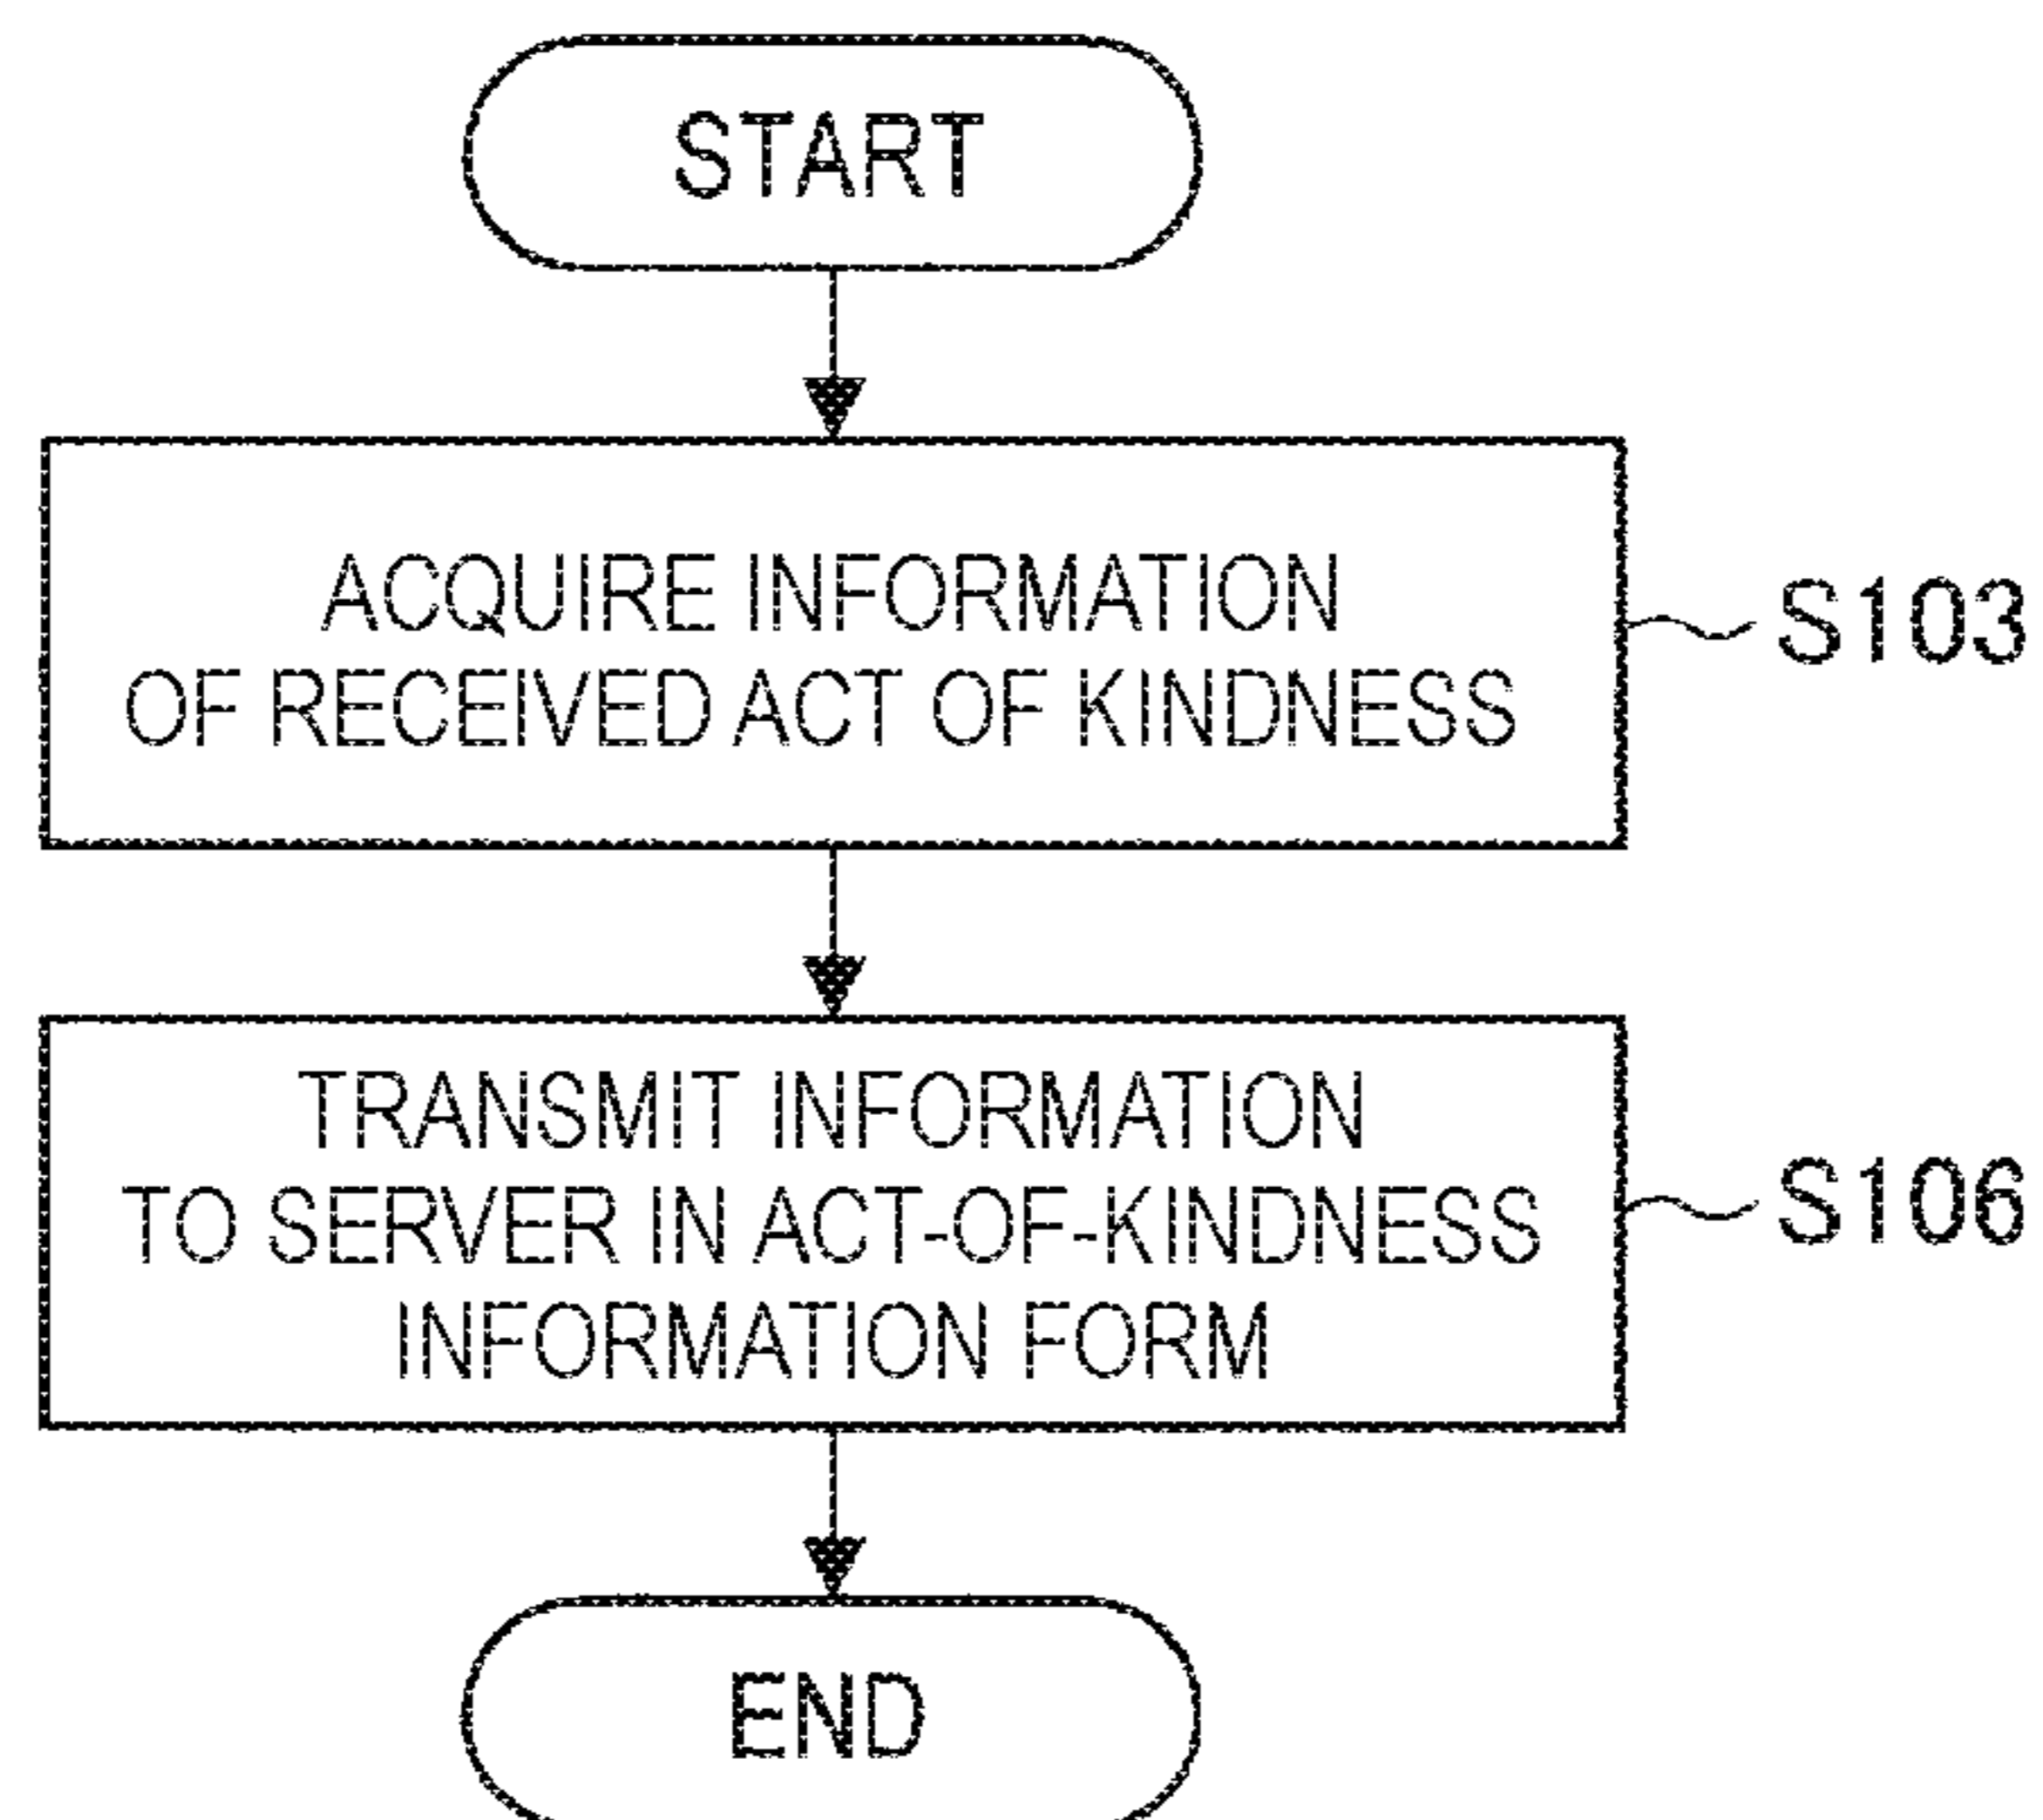 START
ACQUIRE INFORMATION
OF RECEIVED ACT OF KINDNESS
S103
TRANSMIT INFORMATION
TO SERVER IN ACT-OF-KINDNESS
INFORMATION FORM
S106
END